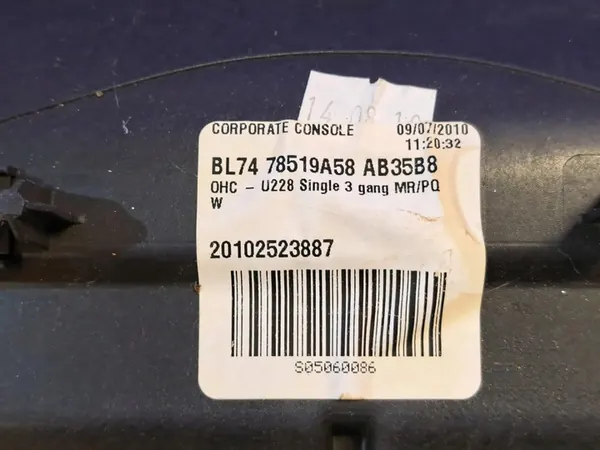 CORPORATE CONSOLE 09/07/2010
11:20:32
BL74 78519A58 AB35B8
OHC - U228 Single 3 gang MR/PQ
W
20102523887
S05060086